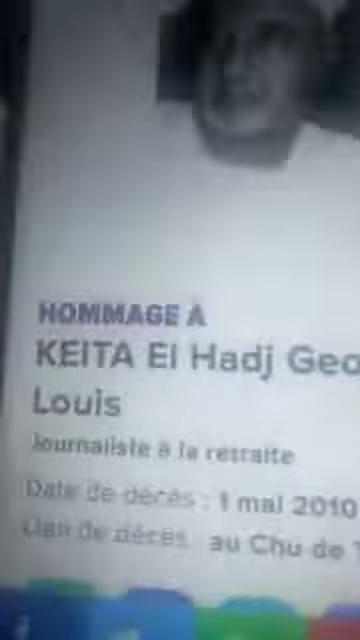 HOMMAGE À
KEITA El Hadj Geo
Louis
Journaliste à la retraite
Date de décès : 1 mai 2010
de décès au Chu de T